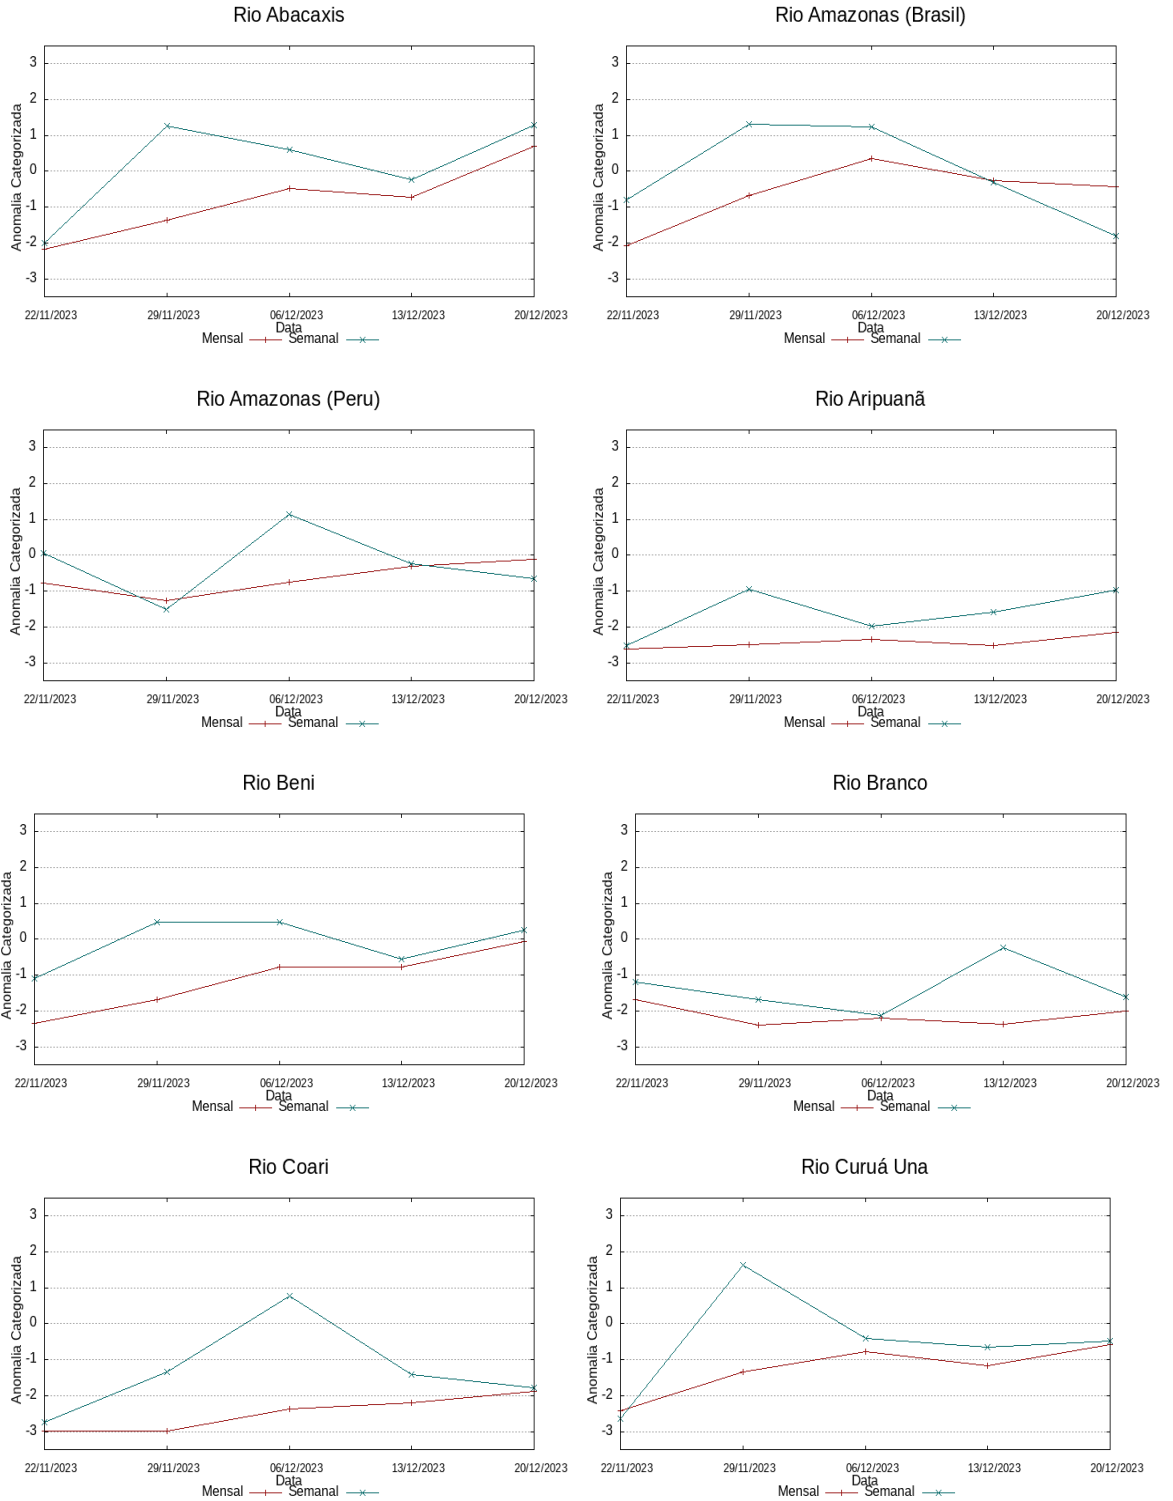 Rio Abacaxis
Anomalia Categorizada
3
2
1
0
-1
-2
-3
22/11/2023 29/11/2023 06/12/2023 13/12/2023 20/12/2023
Data
Mensal Semanal
Rio Amazonas (Brasil)
Anomalia Categorizada
3
2
1
0
-1
-2
-3
22/11/2023 29/11/2023 06/12/2023 13/12/2023 20/12/2023
Data
Mensal Semanal
Rio Amazonas (Peru)
Anomalia Categorizada
3
2
1
0
-1
-2
-3
22/11/2023 29/11/2023 06/12/2023 13/12/2023 20/12/2023
Data
Mensal Semanal
Rio Aripuanã
Anomalia Categorizada
3
2
1
0
-1
-2
-3
22/11/2023 29/11/2023 06/12/2023 13/12/2023 20/12/2023
Data
Mensal Semanal
Rio Beni
Anomalia Categorizada
3
2
1
0
-1
-2
-3
22/11/2023 29/11/2023 06/12/2023 13/12/2023 20/12/2023
Data
Mensal Semanal
Rio Branco
Anomalia Categorizada
3
2
1
0
-1
-2
-3
22/11/2023 29/11/2023 06/12/2023 13/12/2023 20/12/2023
Data
Mensal Semanal
Rio Coari
Anomalia Categorizada
3
2
1
0
-1
-2
-3
22/11/2023 29/11/2023 06/12/2023 13/12/2023 20/12/2023
Data
Mensal Semanal
Rio Curuá Una
Anomalia Categorizada
3
2
1
0
-1
-2
-3
22/11/2023 29/11/2023 06/12/2023 13/12/2023 20/12/2023
Data
Mensal Semanal